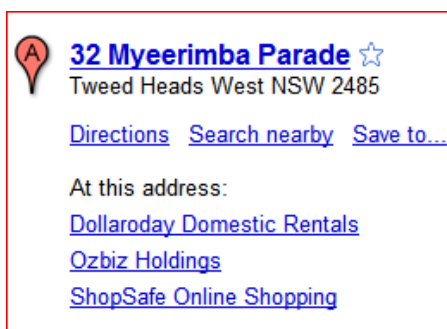 A
32 Myeerimba Parade
Tweed Heads West NSW 2485
Directions Search nearby Save to...
At this address:
Dollaroday Domestic Rentals
Ozbiz Holdings
ShopSafe Online Shopping